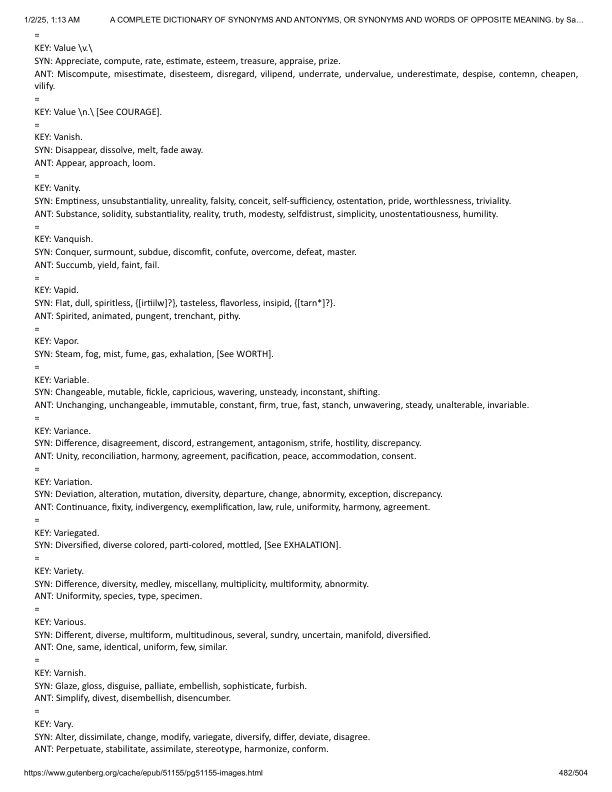 1/2/25, 1:13 AM A COMPLETE DICTIONARY OF SYNONYMS AND ANTONYMS, OR SYNONYMS AND WORDS OF OPPOSITE MEANING. by Sa…
=
KEY: Value \v.\
SYN: Appreciate, compute, rate, estimate, esteem, treasure, appraise, prize.
ANT: Miscompute, misestimate, disesteem, disregard, vilipend, underrate, undervalue, underestimate, despise, contemn, cheapen,
vilify.
=
KEY: Value \n.\ [See COURAGE].
=
KEY: Vanish.
SYN: Disappear, dissolve, melt, fade away.
ANT: Appear, approach, loom.
=
KEY: Vanity.
SYN: Emptiness, unsubstantiality, unreality, falsity, conceit, self-sufficiency, ostentation, pride, worthlessness, triviality.
ANT: Substance, solidity, substantiality, reality, truth, modesty, selfdistrust, simplicity, unostentatiousness, humility.
=
KEY: Vanquish.
SYN: Conquer, surmount, subdue, discomfit, confute, overcome, defeat, master.
ANT: Succumb, yield, faint, fail.
=
KEY: Vapid.
SYN: Flat, dull, spiritless, {[irtiilw]?}, tasteless, flavorless, insipid, {[tarn*]?}.
ANT: Spirited, animated, pungent, trenchant, pithy.
=
KEY: Vapor.
SYN: Steam, fog, mist, fume, gas, exhalation, [See WORTH].
=
KEY: Variable.
SYN: Changeable, mutable, fickle, capricious, wavering, unsteady, inconstant, shifting.
ANT: Unchanging, unchangeable, immutable, constant, firm, true, fast, stanch, unwavering, steady, unalterable, invariable.
=
KEY: Variance.
SYN: Difference, disagreement, discord, estrangement, antagonism, strife, hostility, discrepancy.
ANT: Unity, reconciliation, harmony, agreement, pacification, peace, accommodation, consent.
=
KEY: Variation.
SYN: Deviation, alteration, mutation, diversity, departure, change, abnormity, exception, discrepancy.
ANT: Continuance, fixity, indivergency, exemplification, law, rule, uniformity, harmony, agreement.
=
KEY: Variegated.
SYN: Diversified, diverse colored, parti-colored, mottled, [See EXHALATION].
=
KEY: Variety.
SYN: Difference, diversity, medley, miscellany, multiplicity, multiformity, abnormity.
ANT: Uniformity, species, type, specimen.
=
KEY: Various.
SYN: Different, diverse, multiform, multitudinous, several, sundry, uncertain, manifold, diversified.
ANT: One, same, identical, uniform, few, similar.
=
KEY: Varnish.
SYN: Glaze, gloss, disguise, palliate, embellish, sophisticate, furbish.
ANT: Simplify, divest, disembellish, disencumber.
=
KEY: Vary.
SYN: Alter, dissimilate, change, modify, variegate, diversify, differ, deviate, disagree.
ANT: Perpetuate, stabilitate, assimilate, stereotype, harmonize, conform.
https://www.gutenberg.org/cache/epub/51155/pg51155-images.html 482/504